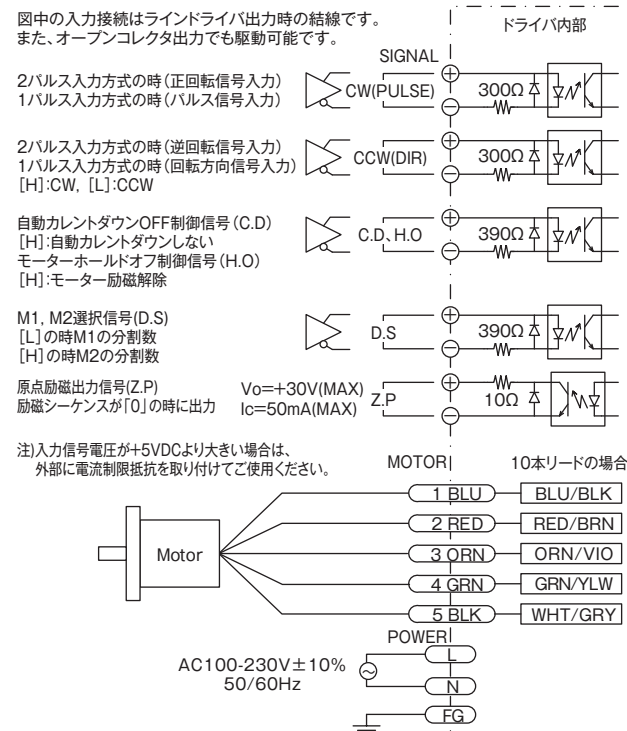 図中の入力接続はラインドライバ出力時の結線です。
また、オープンコレクタ出力でも駆動可能です。
ドライバ内部
SIGNAL
2パルス入力方式の時(正回転信号入力)
1パルス入力方式の時(パルス信号入力)
CW(PULSE)
300Ω
2パルス入力方式の時(逆回転信号入力)
1パルス入力方式の時(回転方向信号入力)
[H]:CW, [L]:CCW
CCW(DIR)
300Ω
自動カレントダウンOFF制御信号(C.D)
[H]:自動カレントダウンしない
モーターホールドオフ制御信号(H.O)
[H]:モーター励磁解除
C.D、H.O
390Ω
M1, M2選択信号(D.S)
[L]の時M1の分割数
[H]の時M2の分割数
D.S
390Ω
原点励磁出力信号(Z.P)
励磁シーケンスが「0」の時に出力
Vo=+30V(MAX)
Ic=50mA(MAX)
Z.P
10Ω
注)入力信号電圧が+5VDCより大きい場合は、
外部に電流制限抵抗を取り付けてご使用ください。
MOTOR
10本リードの場合
1 BLU BLU/BLK
2 RED RED/BRN
Motor
3 ORN ORN/VIO
4 GRN GRN/YLW
5 BLK WHT/GRY
POWER
AC100-230V±10%
50/60Hz
L
N
FG